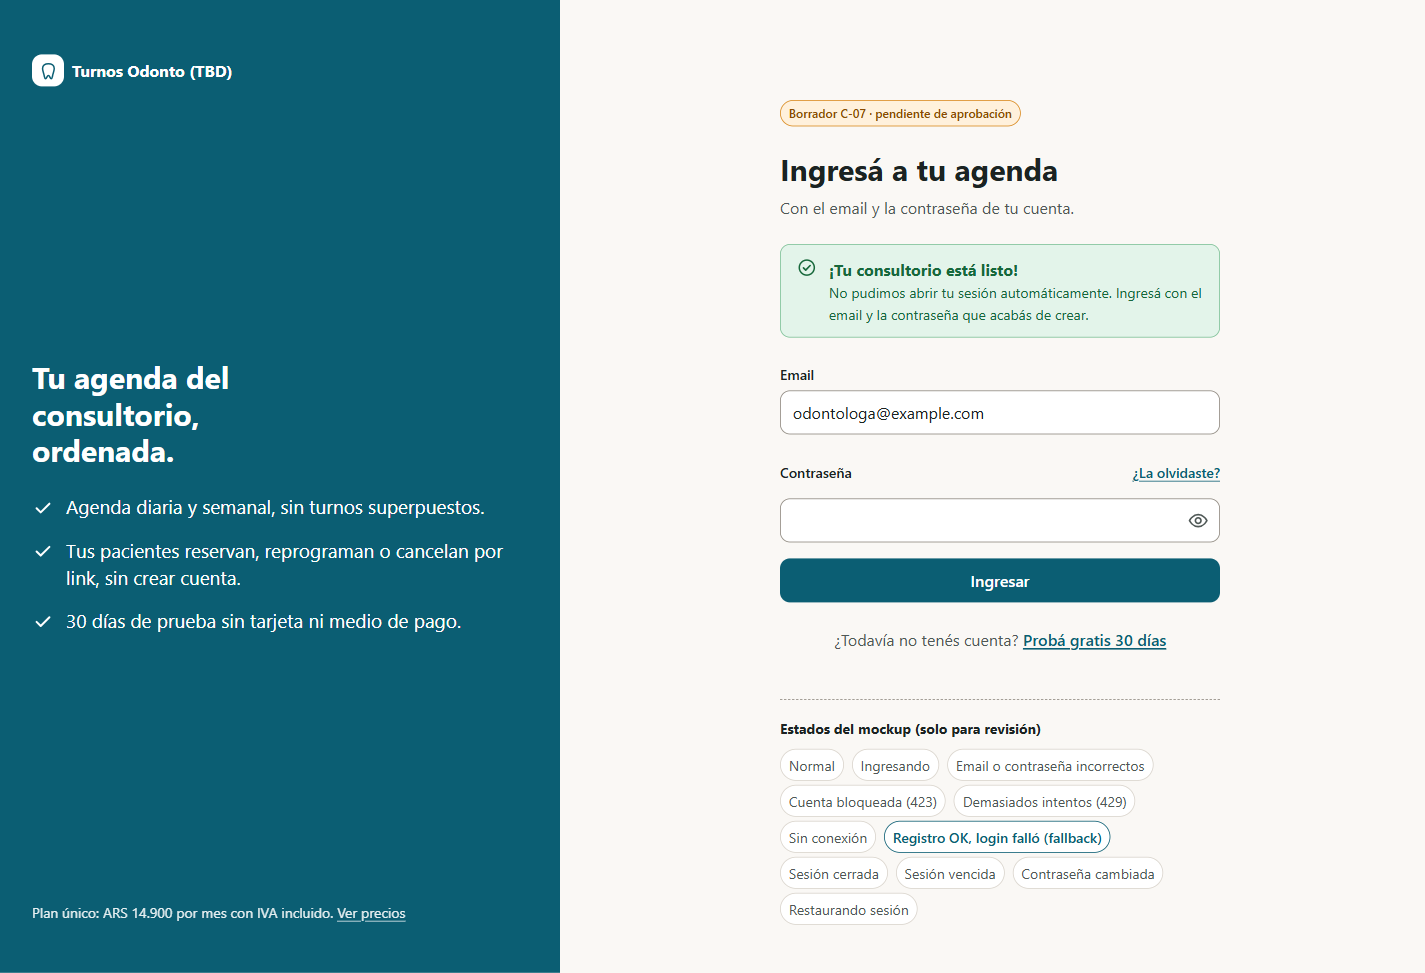 Turnos Odonto (TBD)
Tu agenda del
consultorio,
ordenada.
Agenda diaria y semanal, sin turnos superpuestos.
Tus pacientes reservan, reprograman o cancelan por
link, sin crear cuenta.
30 días de prueba sin tarjeta ni medio de pago.
Plan único: ARS 14.900 por mes con IVA incluido. Ver precios
Borrador C-07 · pendiente de aprobación
Ingresá a tu agenda
Con el email y la contraseña de tu cuenta.
¡Tu consultorio está listo!
No pudimos abrir tu sesión automáticamente. Ingresá con el
email y la contraseña que acabás de crear.
Email
odontologa@example.com
Contraseña ¿La olvidaste?
Ingresar
¿Todavía no tenés cuenta? Probá gratis 30 días
Estados del mockup (solo para revisión)
Normal Ingresando Email o contraseña incorrectos
Cuenta bloqueada (423) Demasiados intentos (429)
Sin conexión Registro OK, login falló (fallback)
Sesión cerrada Sesión vencida Contraseña cambiada
Restaurando sesión